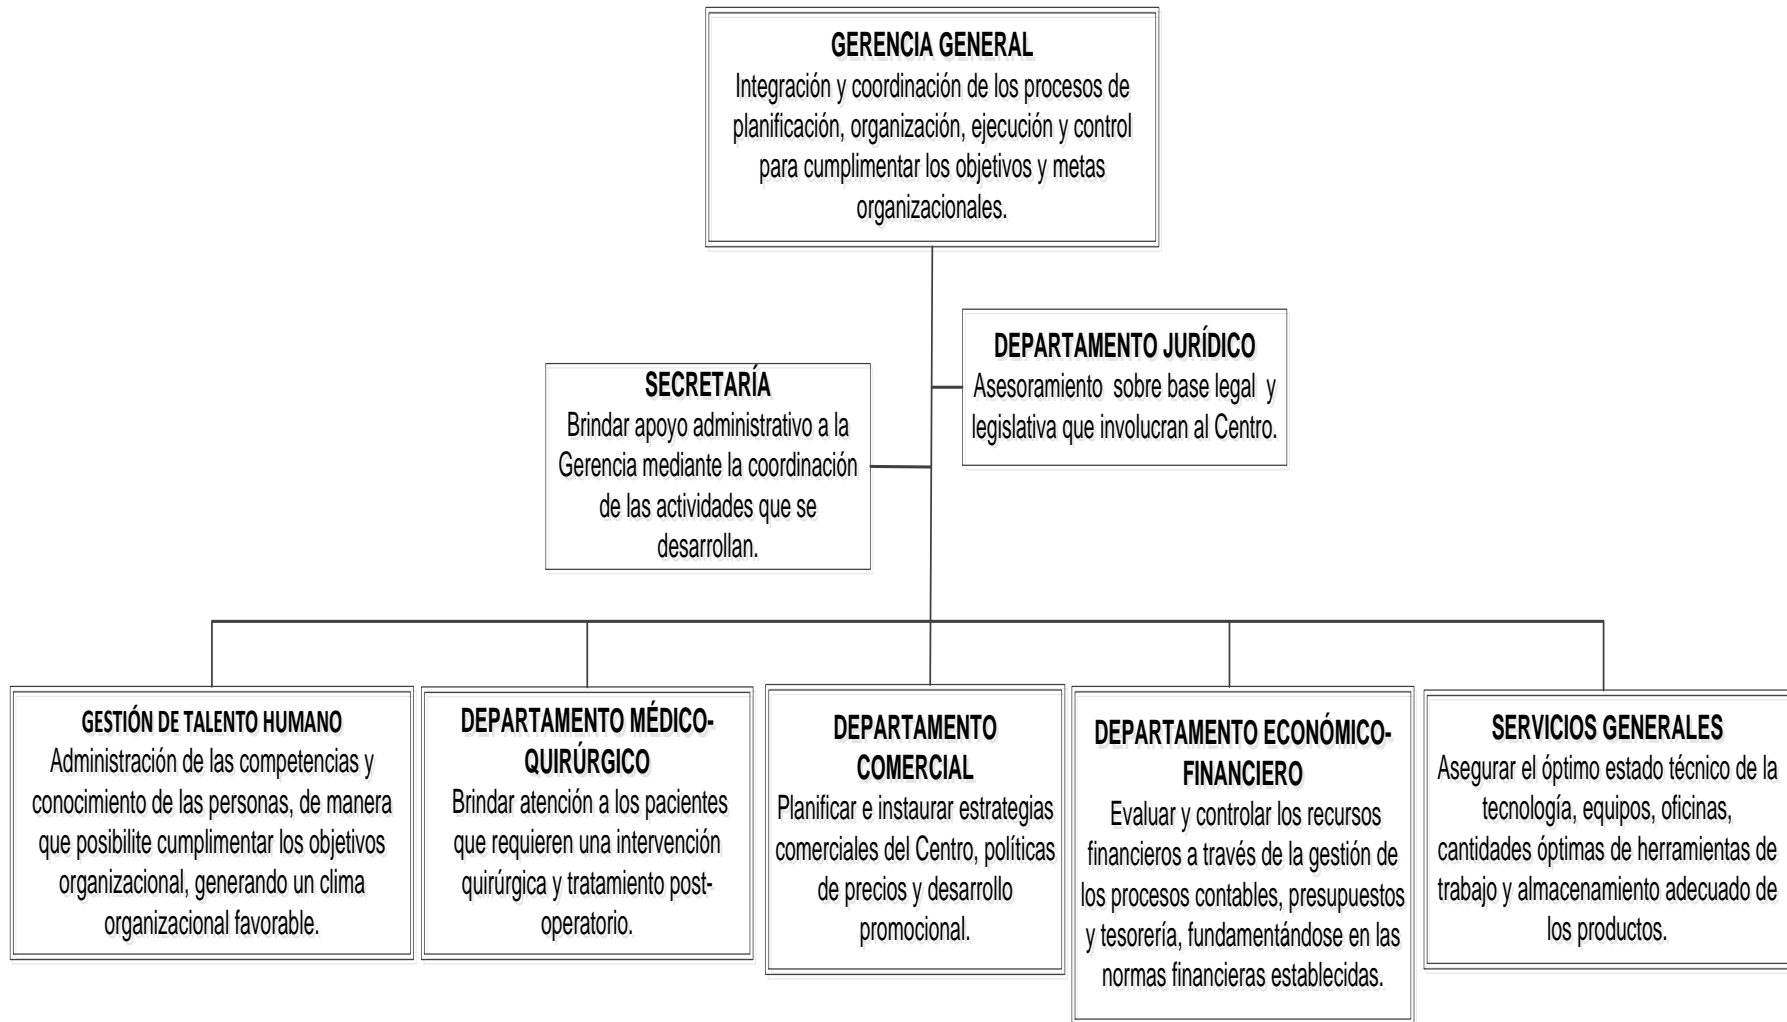 GERENCIA GENERAL
Integración y coordinación de los procesos de
planificación, organización, ejecución y control
para cumplimentar los objetivos y metas
organizacionales.
DEPARTAMENTO JURÍDICO
Asesoramiento sobre base legal y
legislativa que involucran al Centro.
SECRETARÍA
Brindar apoyo administrativo a la
Gerencia mediante la coordinación
de las actividades que se
desarrollan.
GESTIÓN DE TALENTO HUMANO
Administración de las competencias y
conocimiento de las personas, de manera
que posibilite cumplimentar los objetivos
organizacional, generando un clima
organizacional favorable.
DEPARTAMENTO MÉDICO-
QUIRÚRGICO
Brindar atención a los pacientes
que requieren una intervención
quirúrgica y tratamiento post-
operatorio.
DEPARTAMENTO
COMERCIAL
Planificar e instaurar estrategias
comerciales del Centro, políticas
de precios y desarrollo
promocional.
DEPARTAMENTO ECONÓMICO-
FINANCIERO
Evaluar y controlar los recursos
financieros a través de la gestión de
los procesos contables, presupuestos
y tesorería, fundamentándose en las
normas financieras establecidas.
SERVICIOS GENERALES
Asegurar el óptimo estado técnico de la
tecnología, equipos, oficinas,
cantidades óptimas de herramientas de
trabajo y almacenamiento adecuado de
los productos.